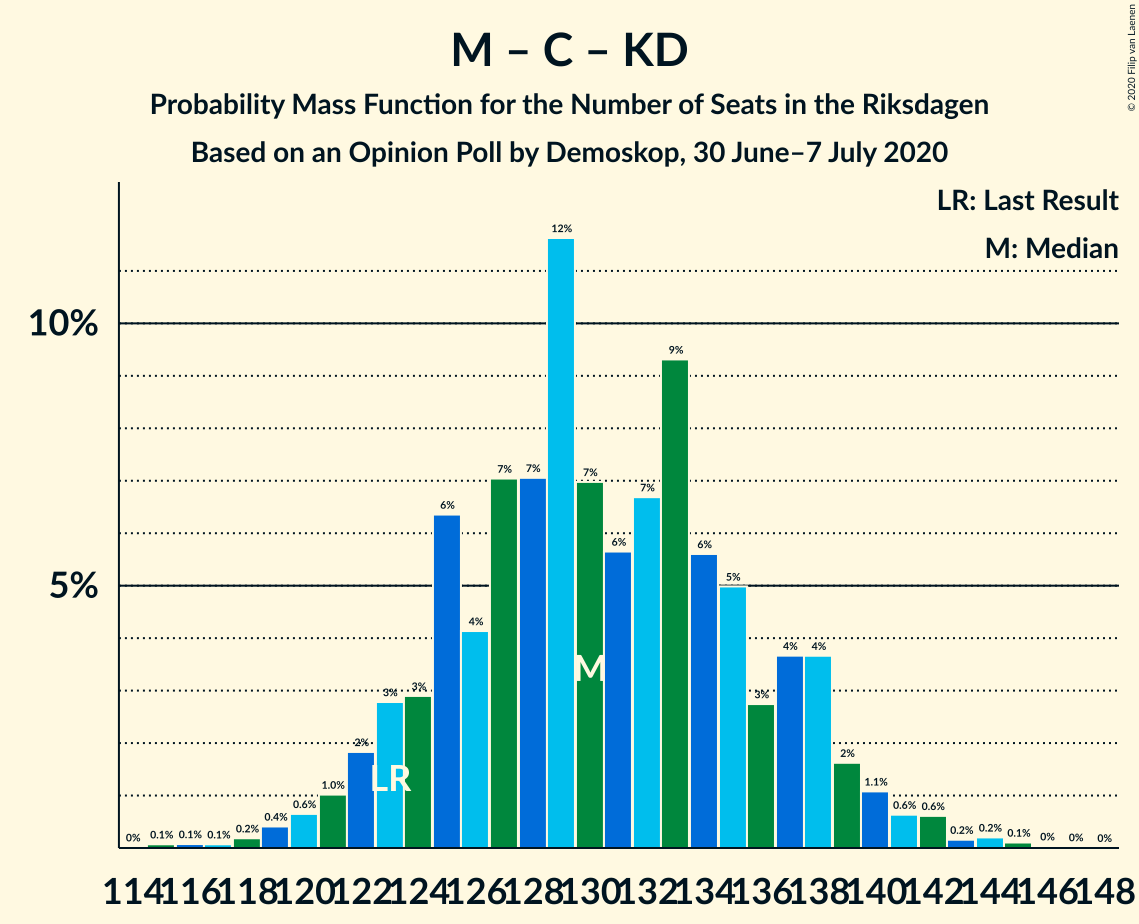 M – C – KD
Probability Mass Function for the Number of Seats in the Riksdagen
Based on an Opinion Poll by Demoskop, 30 June–7 July 2020
© 2020 Filip van Laenen
LR: Last Result
M: Median
10%
5%
0% 0.1% 0.1% 0.1% 0.2% 0.4% 0.6% 1.0% 2% 3% 3% 6% 4% 7% 7% 12% 7% 6% 7% 9% 6% 5% 3% 4% 4% 2% 1.1% 0.6% 0.6% 0.2% 0.2% 0.1% 0% 0% 0%
LR
M
114 116 118 120 122 124 126 128 130 132 134 136 138 140 142 144 146 148